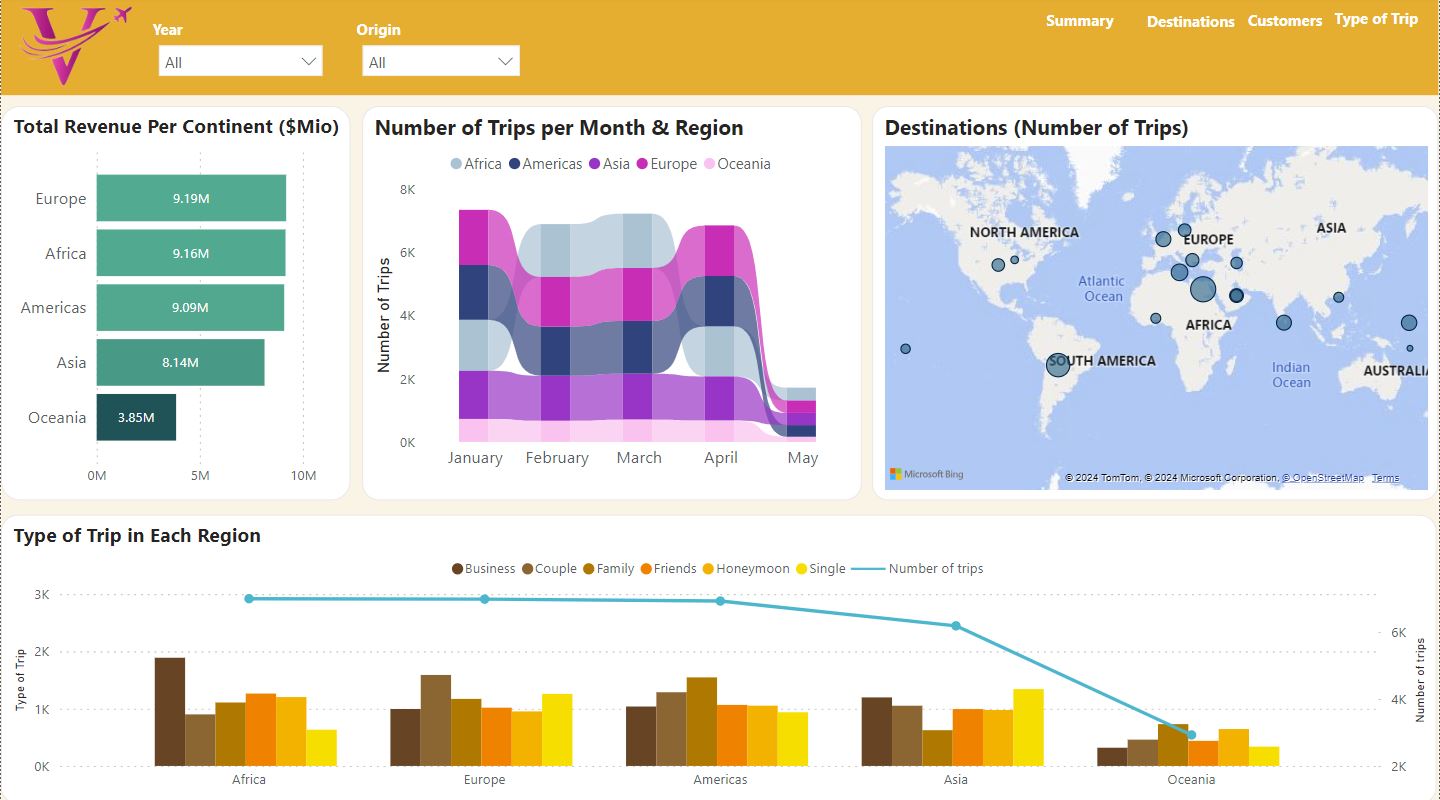 V
Year
Origin
All
All
Summary
Destinations
Customers
Type of Trip
Total Revenue Per Continent ($Mio)
Europe
9.19M
Africa
9.16M
Americas
9.09M
Asia
8.14M
Oceania
3.85M
0M
5M
10M
Number of Trips per Month & Region
Africa
Americas
Asia
Europe
Oceania
Number of Trips
8K
6K
4K
2K
0K
January
February
March
April
May
Destinations (Number of Trips)
NORTH AMERICA
EUROPE
ASIA
Atlantic
Ocean
AFRICA
SOUTH AMERICA
Indian
Ocean
AUSTRALIA
Microsoft Bing
© 2024 TomTom, © 2024 Microsoft Corporation, © OpenStreetMap Terms
Type of Trip in Each Region
Business
Couple
Family
Friends
Honeymoon
Single
Number of trips
Type of Trip
3K
2K
1K
0K
Africa
Europe
Americas
Asia
Oceania
6K
4K
2K
Number of trips